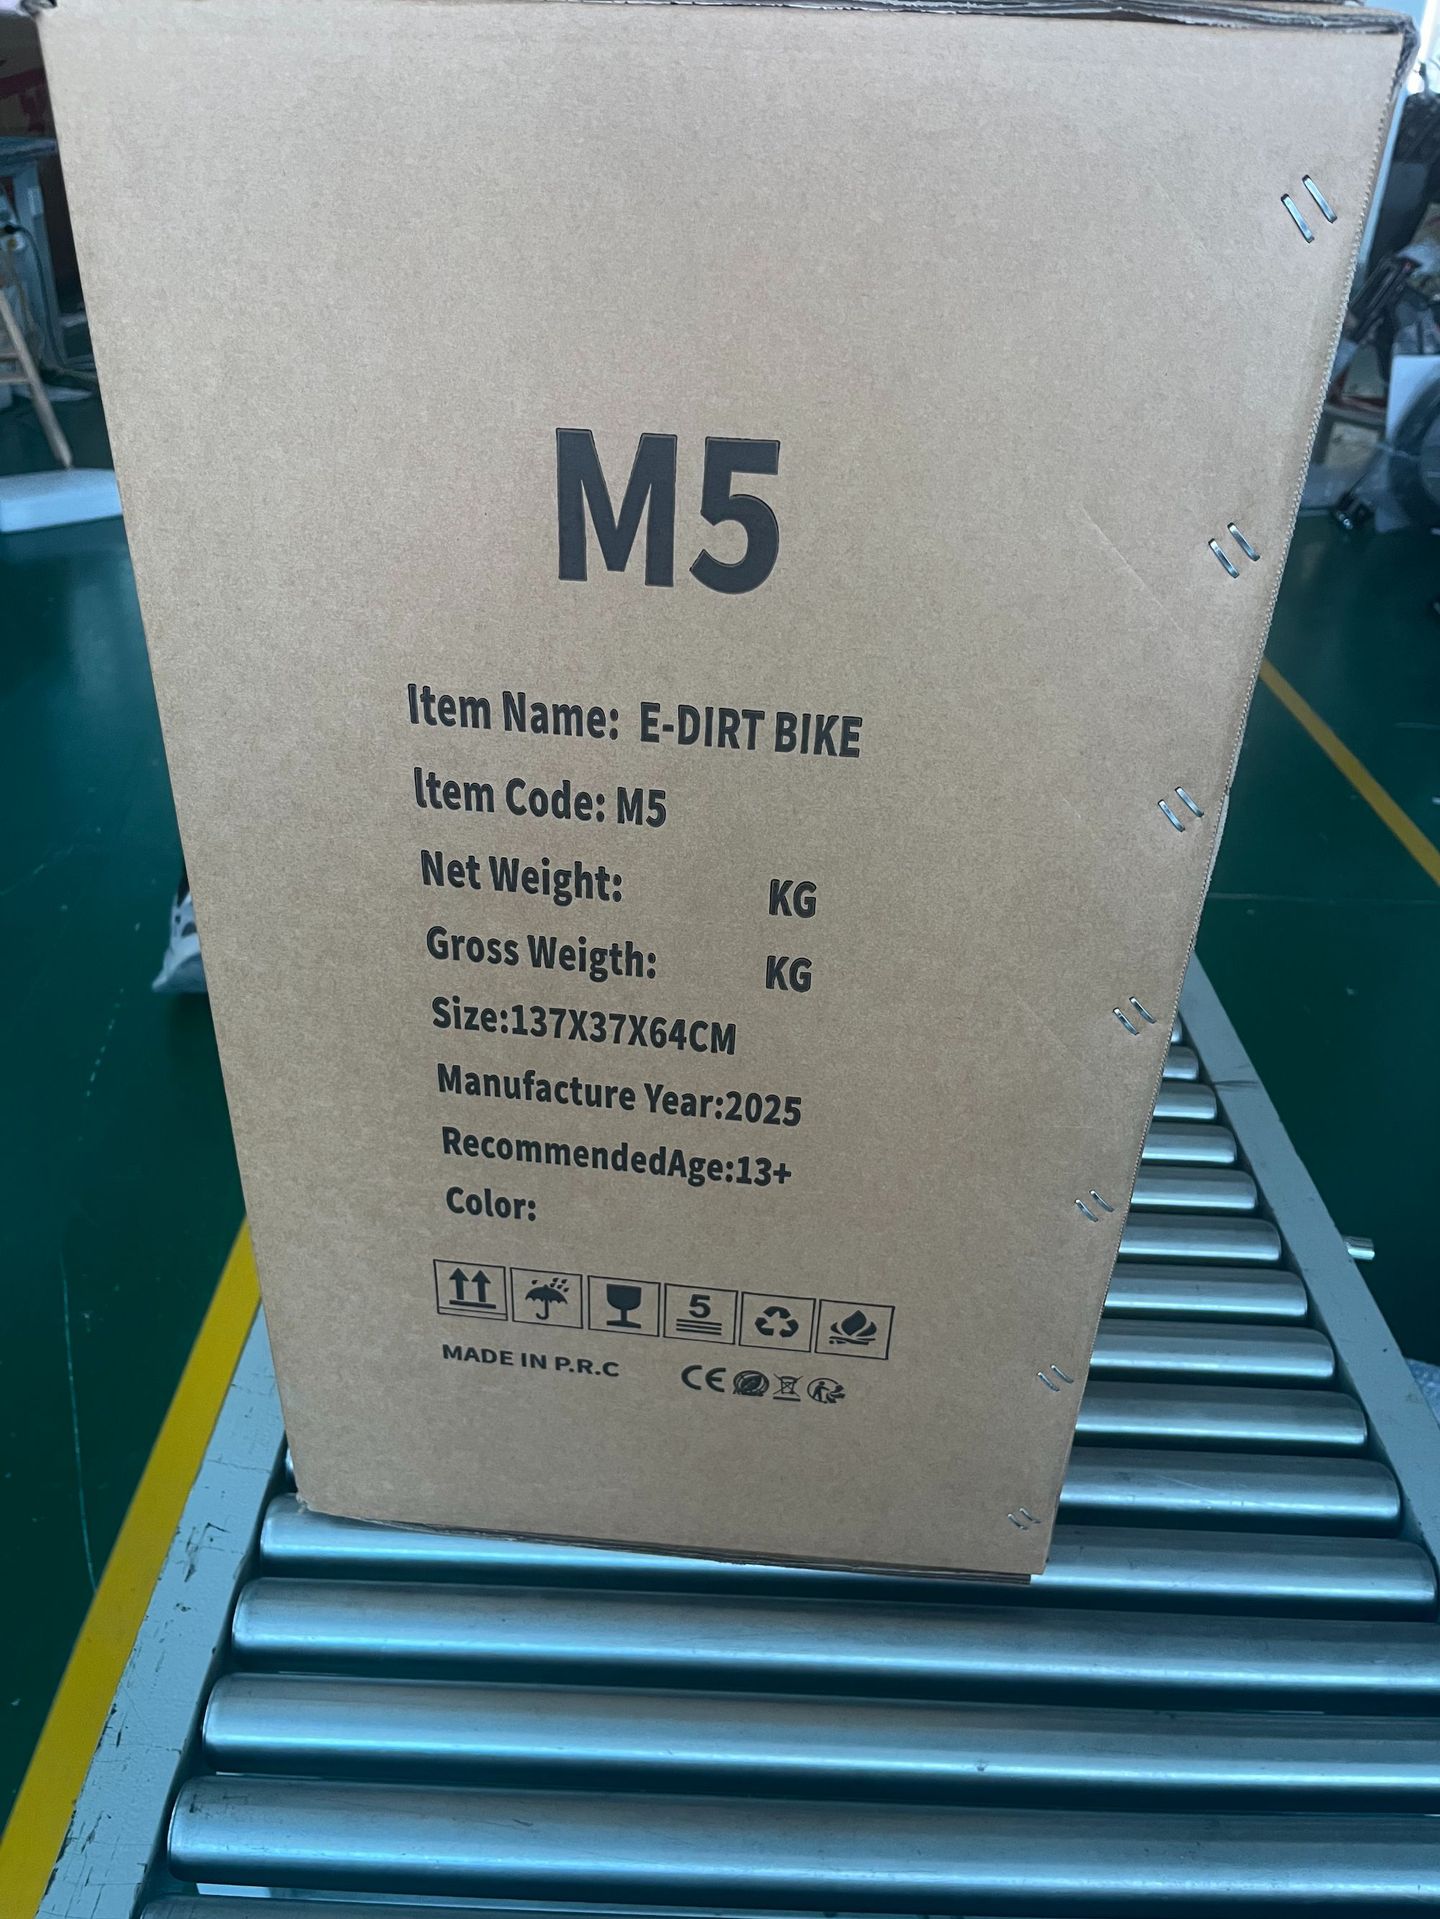 M5
Item Name: E-DIRT BIKE
Item Code: M5
Net Weight: KG
Gross Weigth: KG
Size:137X37X64CM
Manufacture Year:2025
RecommendedAge:13+
Color:
5
MADE IN P.R.C CE